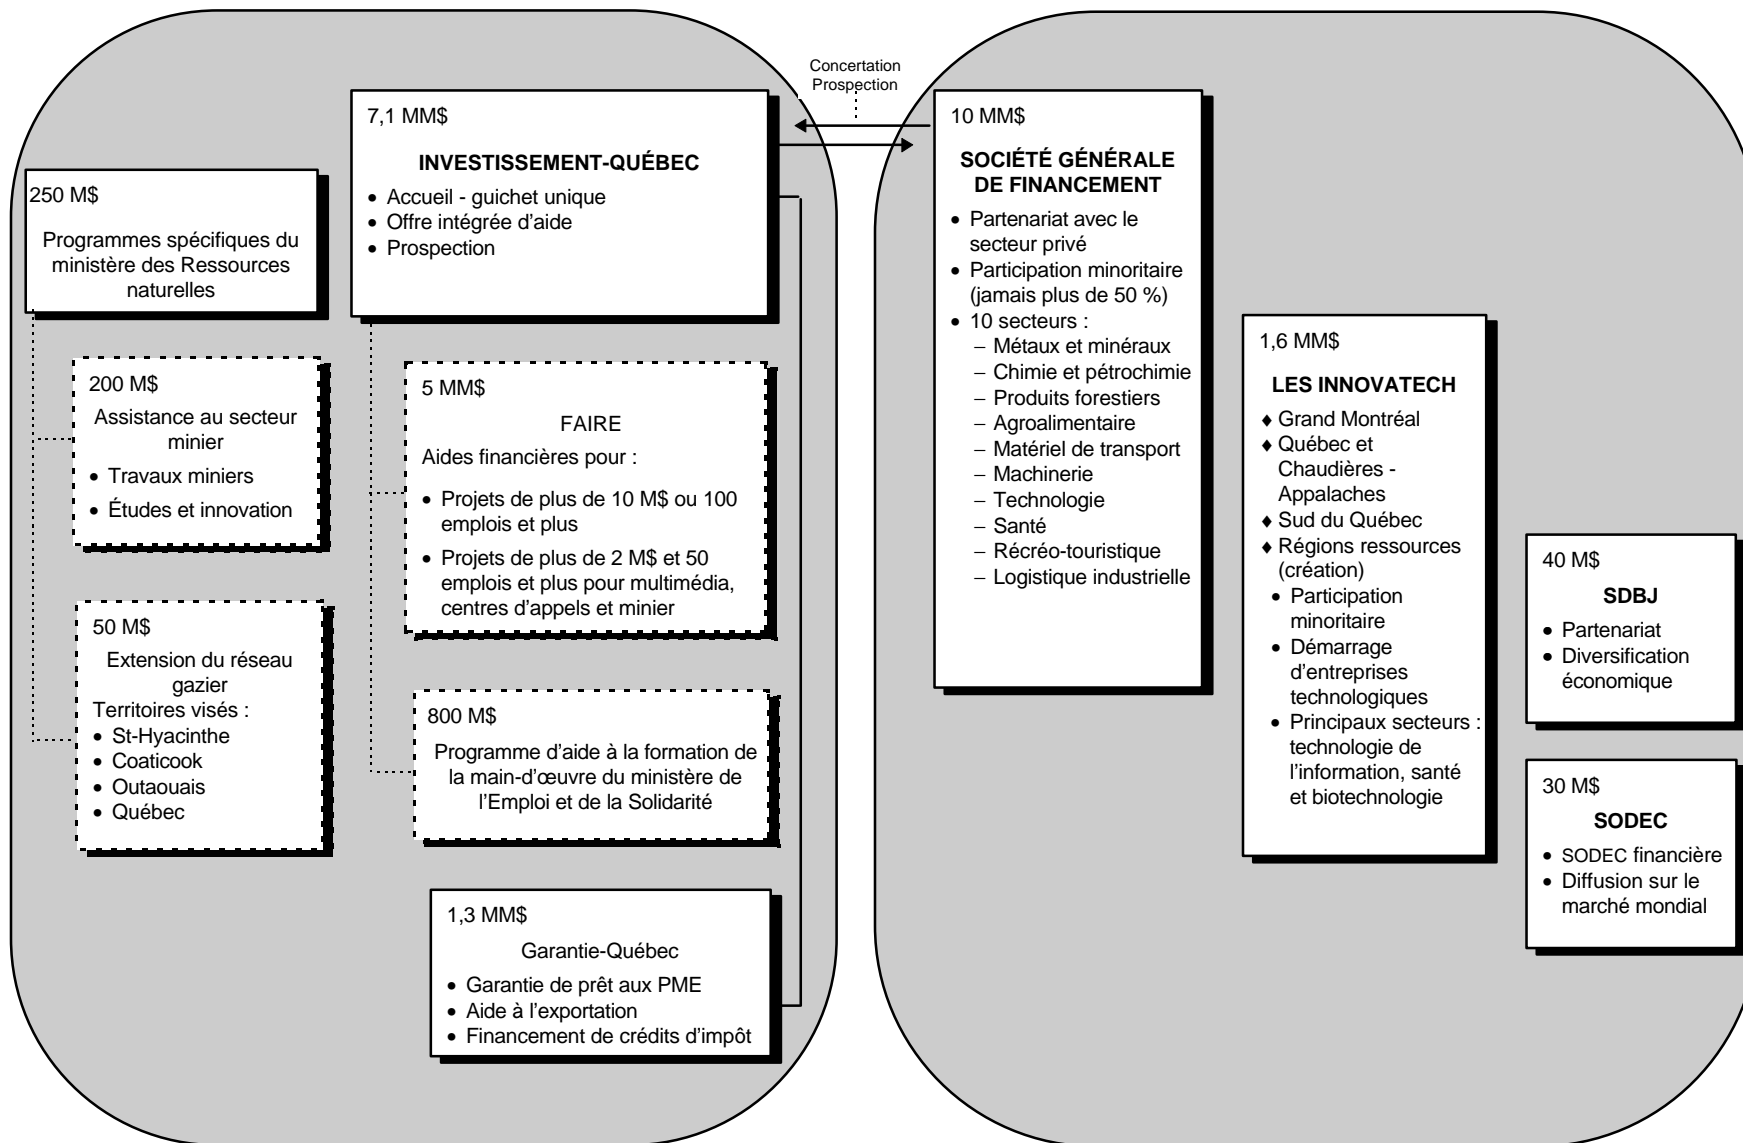 Concertation
Prospection
250 M$
Programmes spécifiques du
ministère des Ressources
naturelles
200 M$
Assistance au secteur
minier
• Travaux miniers
• Études et innovation
50 M$
Extension du réseau
gazier
Territoires visés :
• St-Hyacinthe
• Coaticook
• Outaouais
• Québec
7,1 MM$
INVESTISSEMENT-QUÉBEC
• Accueil - guichet unique
• Offre intégrée d'aide
• Prospection
5 MM$
FAIRE
Aides financières pour :
• Projets de plus de 10 M$ ou 100
emplois et plus
• Projets de plus de 2 M$ et 50
emplois et plus pour multimédia,
centres d'appels et minier
800 M$
Programme d'aide à la formation de
la main-d'œuvre du ministère de
l'Emploi et de la Solidarité
1,3 MM$
Garantie-Québec
• Garantie de prêt aux PME
• Aide à l'exportation
• Financement de crédits d'impôt
10 MM$
SOCIÉTÉ GÉNÉRALE
DE FINANCEMENT
• Partenariat avec le
secteur privé
• Participation minoritaire
(jamais plus de 50 %)
• 10 secteurs :
– Métaux et minéraux
– Chimie et pétrochimie
– Produits forestiers
– Agroalimentaire
– Matériel de transport
– Machinerie
– Technologie
– Santé
– Récréo-touristique
– Logistique industrielle
1,6 MM$
LES INNOVATECH
♦ Grand Montréal
♦ Québec et
Chaudières -
Appalaches
♦ Sud du Québec
♦ Régions ressources
(création)
• Participation
minoritaire
• Démarrage
d'entreprises
technologiques
• Principaux secteurs :
technologie de
l'information, santé
et biotechnologie
40 M$
SDBJ
• Partenariat
• Diversification
économique
30 M$
SODEC
• SODEC financière
• Diffusion sur le
marché mondial